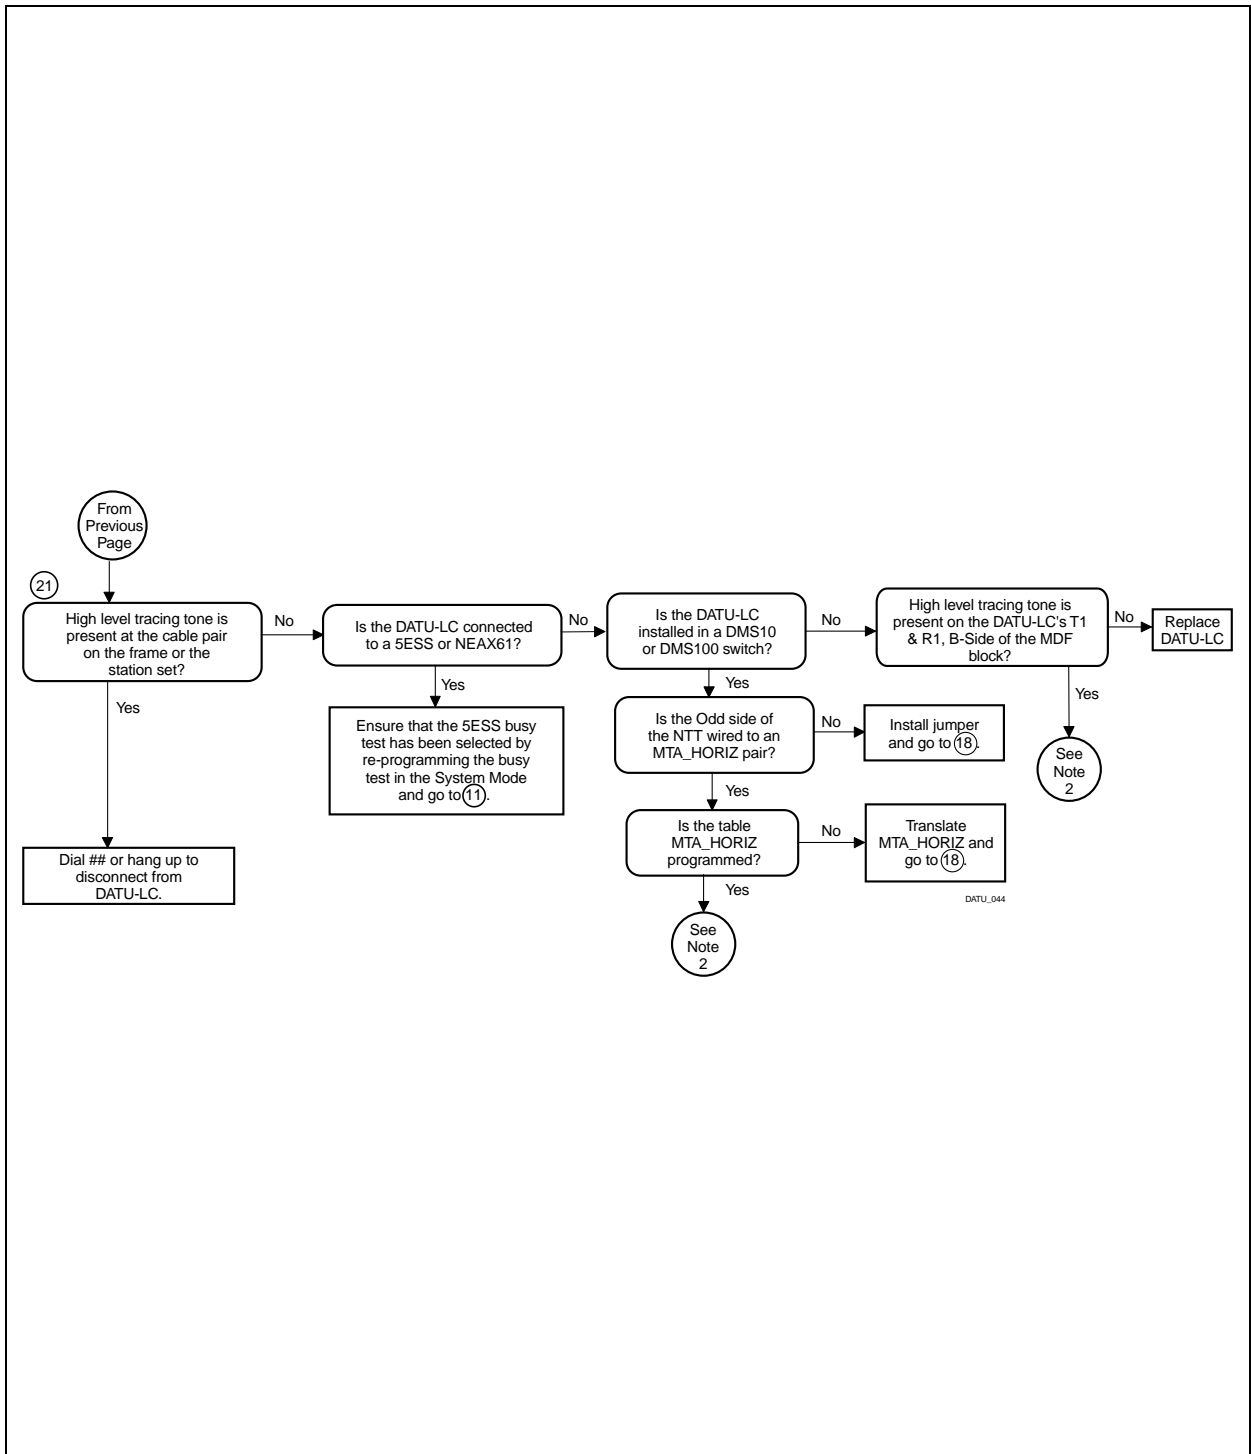 From
Previous
Page
21
High level tracing tone is
present at the cable pair
on the frame or the
station set?
No
Yes
Dial ## or hang up to
disconnect from
DATU-LC.
Is the DATU-LC connected
to a 5ESS or NEAX61?
No
Yes
Ensure that the 5ESS busy
test has been selected by
re-programming the busy
test in the System Mode
and go to 11.
Is the DATU-LC
installed in a DMS10
or DMS100 switch?
No
Yes
Is the Odd side of
the NTT wired to an
MTA_HORIZ pair?
No
Install jumper
and go to 18.
Yes
Is the table
MTA_HORIZ
programmed?
No
Translate
MTA_HORIZ and
go to 18.
Yes
See
Note
2
High level tracing tone is
present on the DATU-LC's T1
& R1, B-Side of the MDF
block?
No
Replace
DATU-LC
Yes
See
Note
2
DATU_044